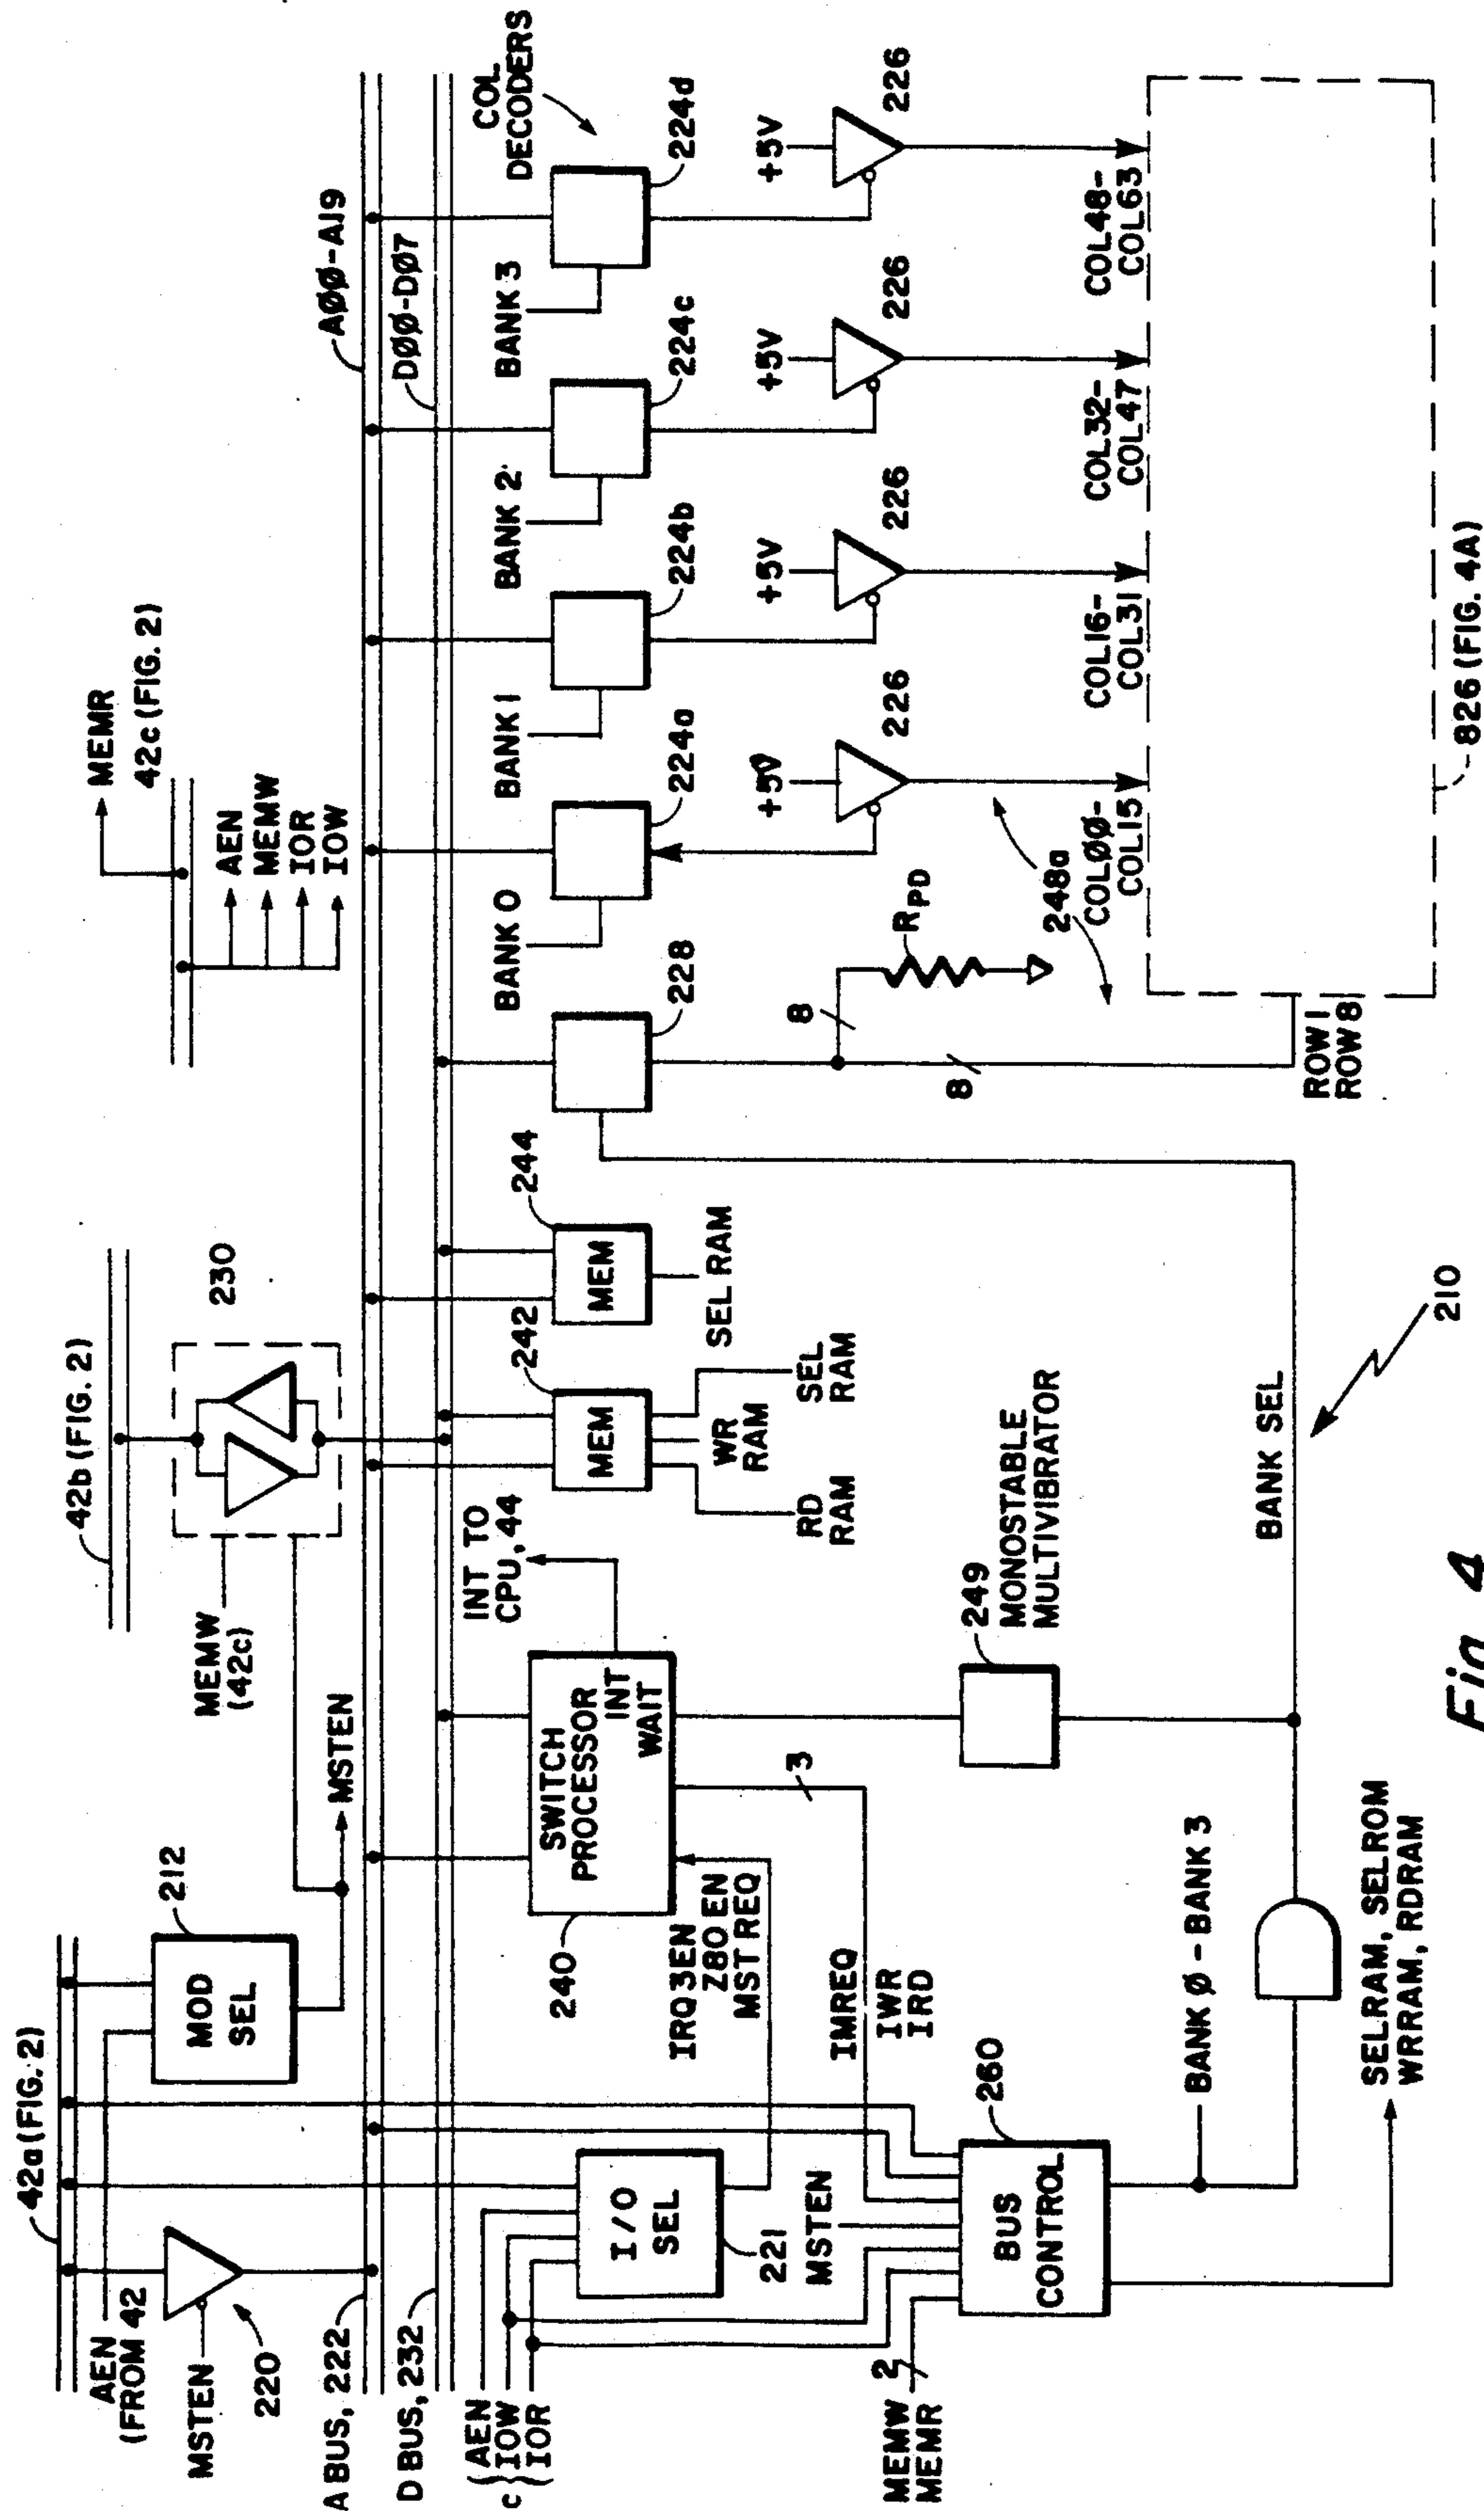 42a (FIG. 2)
AEN
(FROM 42
MSTEN
220
MOD
SEL
212
MSTEN
MEMW
(42c)
42b (FIG. 2)
230
MEMR
42c (FIG. 2)
AEN
MEMW
IOR
IOW
A BUS, 222
D BUS, 232
AØØ-A19
DØØ-DØ7
c { AEN
IOW
IOR
I/O
SEL
221
SWITCH
PROCESSOR
INT
WAIT
240
INT TO
CPU, 44
IRQ3EN
Z80 EN
MST REQ
3
IMREQ
IWR
IRD
MEM
242
RD
RAM
WR
RAM
SEL
RAM
MEM
244
SEL RAM
228
BANK 0
224a
BANK 1
224b
BANK 2
224c
BANK 3
224d
COL
DECODERS
+5V
226
+5V
226
+5V
226
+5V
226
8
8
RPD
248a
COLØØ-
COL15
COL16-
COL31
COL32-
COL47
COL48-
COL63
ROW 1
ROW 8
826 (FIG. 4A)
249
MONOSTABLE
MULTIVIBRATOR
MSTEN
MEMW
MEMR
2
BUS
CONTROL
260
BANK Ø - BANK 3
BANK SEL
SELRAM, SELROM
WRRAM, RDRAM
210
Fig. 4